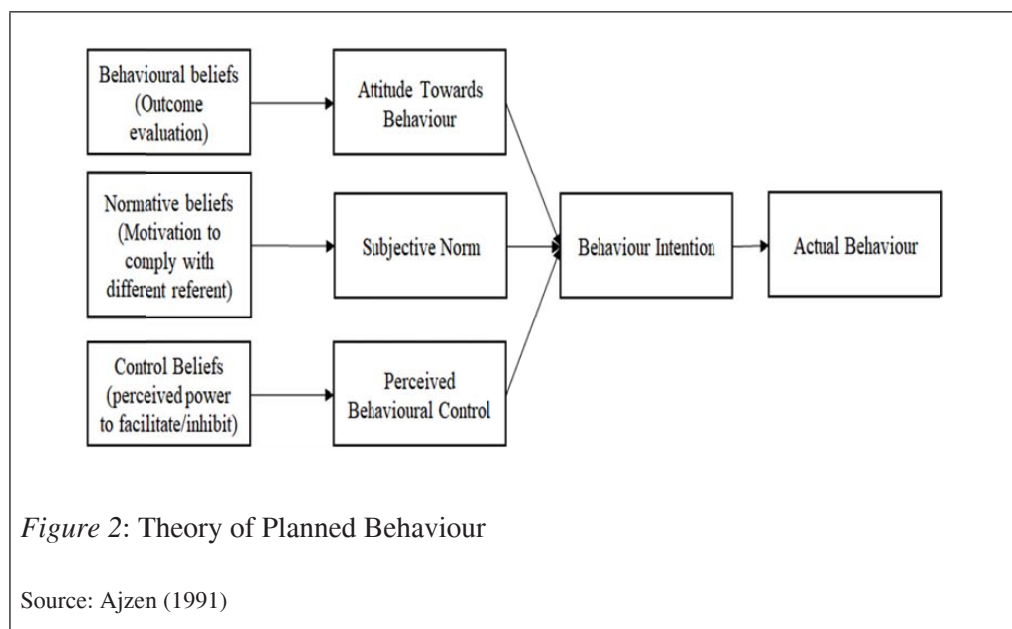 Behavioural beliefs
(Outcome
evaluation)
Attitude Towards
Behaviour
Normative beliefs
(Motivation to
comply with
different referent)
Subjective Norm
Behaviour Intention
Actual Behaviour
Control Beliefs
(perceived power
to facilitate/inhibit)
Perceived
Behavioural Control
Figure 2: Theory of Planned Behaviour
Source: Ajzen (1991)